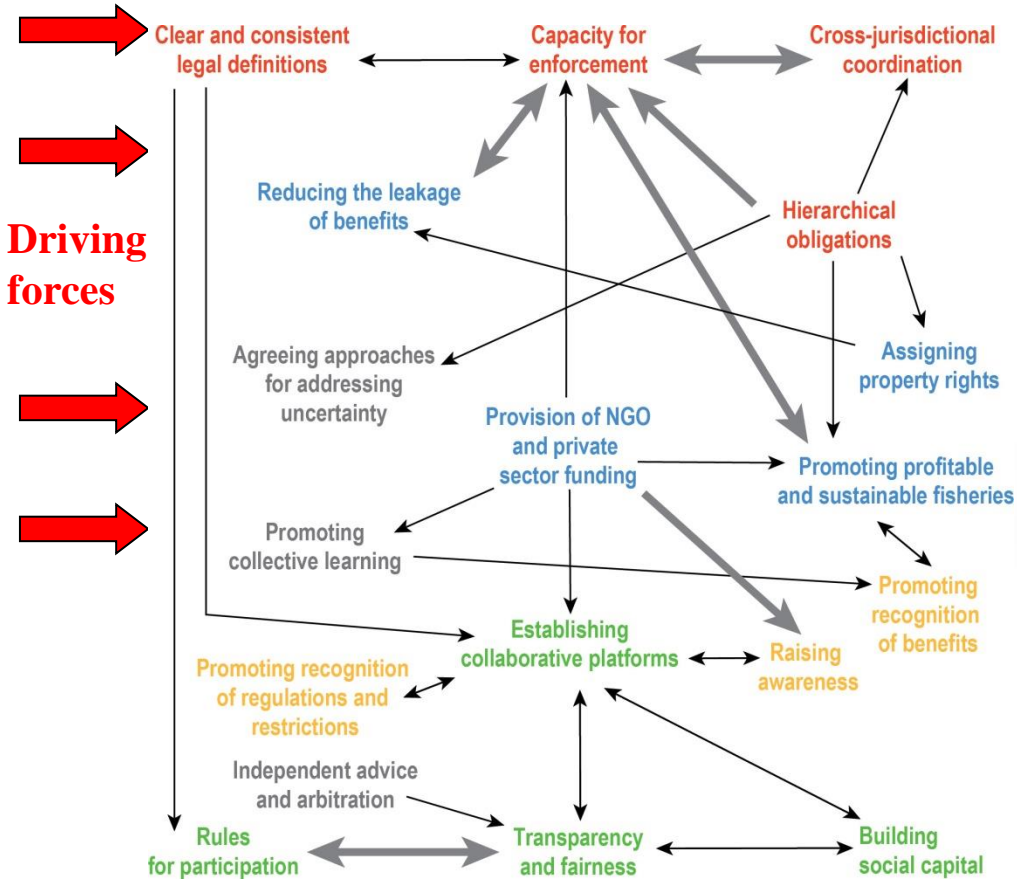 Clear and consistent
legal definitions
Capacity for
enforcement
Cross-jurisdictional
coordination
Reducing the leakage
of benefits
Hierarchical
obligations
Driving
forces
Agreeing approaches
for addressing
uncertainty
Assigning
property rights
Provision of NGO
and private
sector funding
Promoting profitable
and sustainable fisheries
Promoting
collective learning
Promoting
recognition
of benefits
Establishing
collaborative platforms
Raising
awareness
Promoting recognition
of regulations and
restrictions
Independent advice
and arbitration
Rules
for participation
Transparency
and fairness
Building
social capital